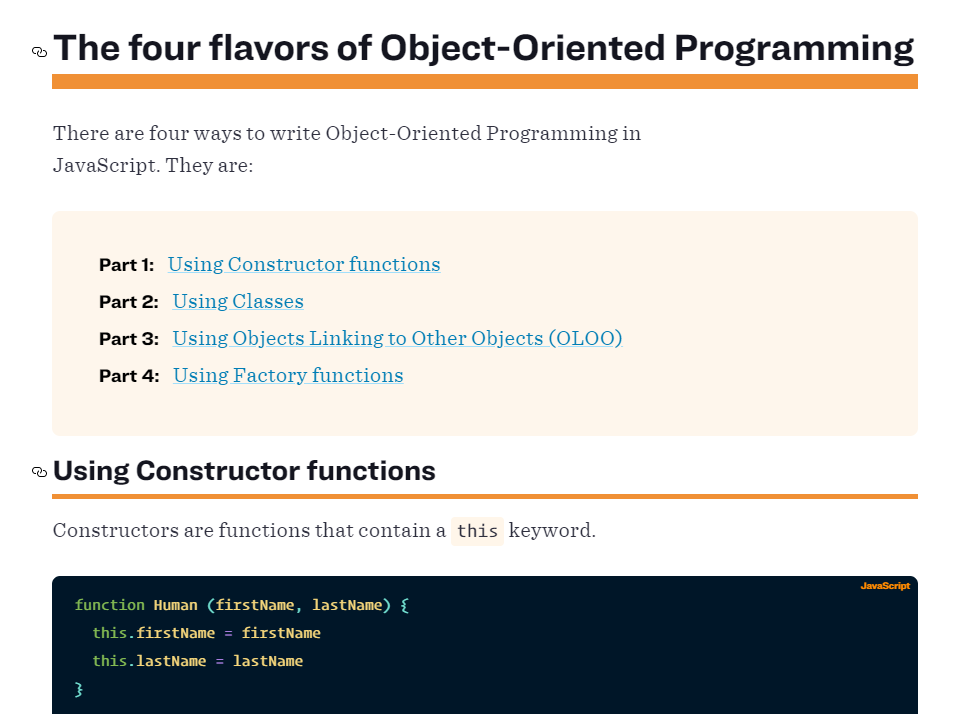 The four flavors of Object-Oriented Programming
There are four ways to write Object-Oriented Programming in
JavaScript. They are:
Part 1: Using Constructor functions
Part 2: Using Classes
Part 3: Using Objects Linking to Other Objects (OLOO)
Part 4: Using Factory functions
Using Constructor functions
Constructors are functions that contain a this keyword.
JavaScript
function Human (firstName, lastName) {
  this.firstName = firstName
  this.lastName = lastName
}